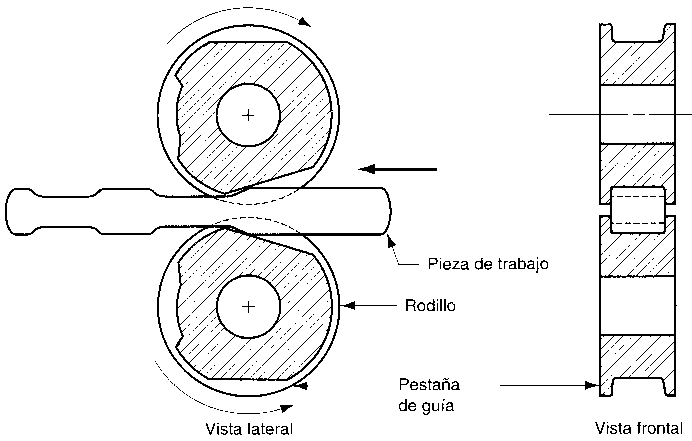 Pieza de trabajo
Rodillo
Pestaña
de guía
Vista lateral
Vista frontal